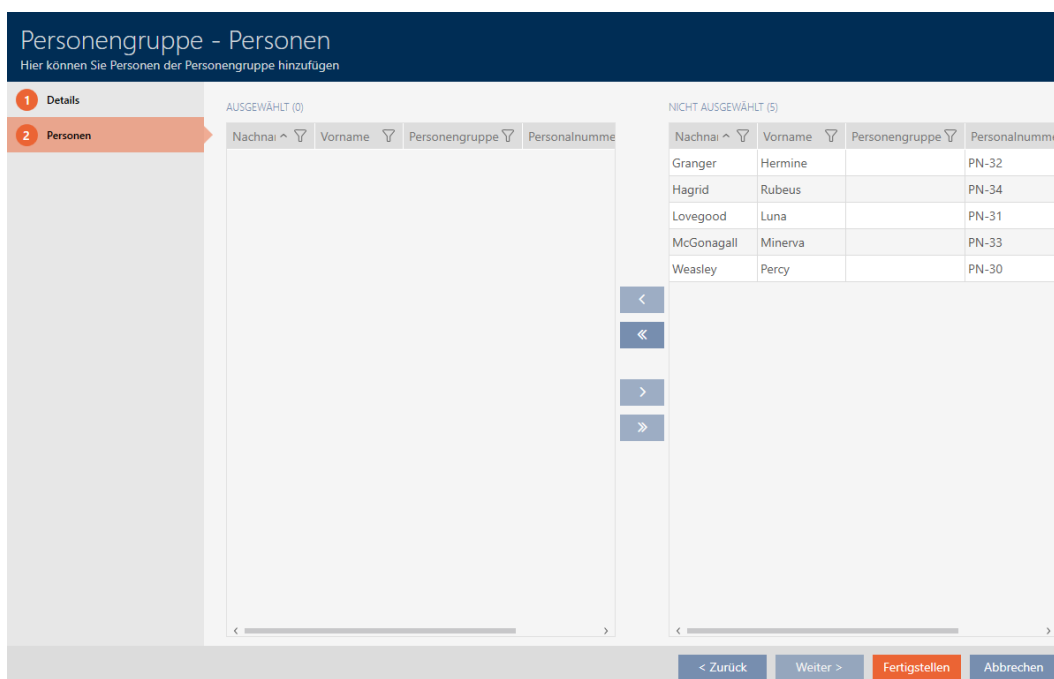 Personengruppe - Personen
Hier können Sie Personen der Personengruppe hinzufügen
1 Details
2 Personen
AUSGEWÄHLT (0)
Nachnai Vorname Personengruppe Personalnumme
NICHT AUSGEWÄHLT (5)
Nachnai Vorname Personengruppe Personalnumme
Granger Hermine PN-32
Hagrid Rubeus PN-34
Lovegood Luna PN-31
McGonagall Minerva PN-33
Weasley Percy PN-30
< Zurück Weiter > Fertigstellen Abbrechen